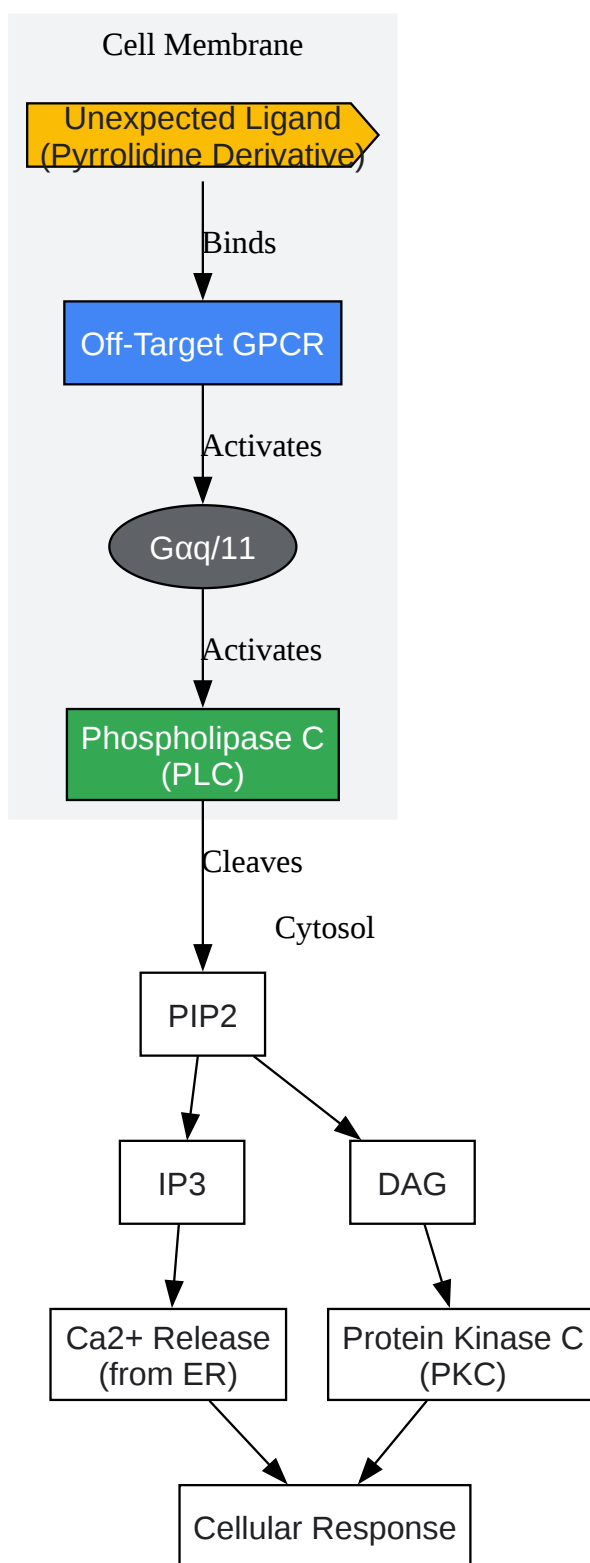 Cell Membrane
Unexpected Ligand
(Pyrrolidine Derivative)
Binds
Off-Target GPCR
Activates
Gαq/11
Activates
Phospholipase C
(PLC)
Cleaves
Cytosol
PIP2
IP3
DAG
Ca2+ Release
(from ER)
Protein Kinase C
(PKC)
Cellular Response